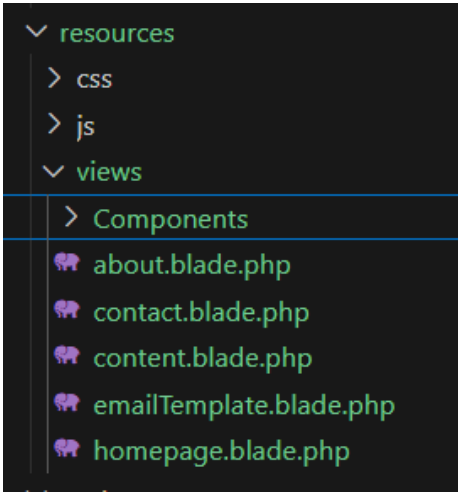 resources
css
js
views
Components
about.blade.php
contact.blade.php
content.blade.php
emailTemplate.blade.php
homepage.blade.php